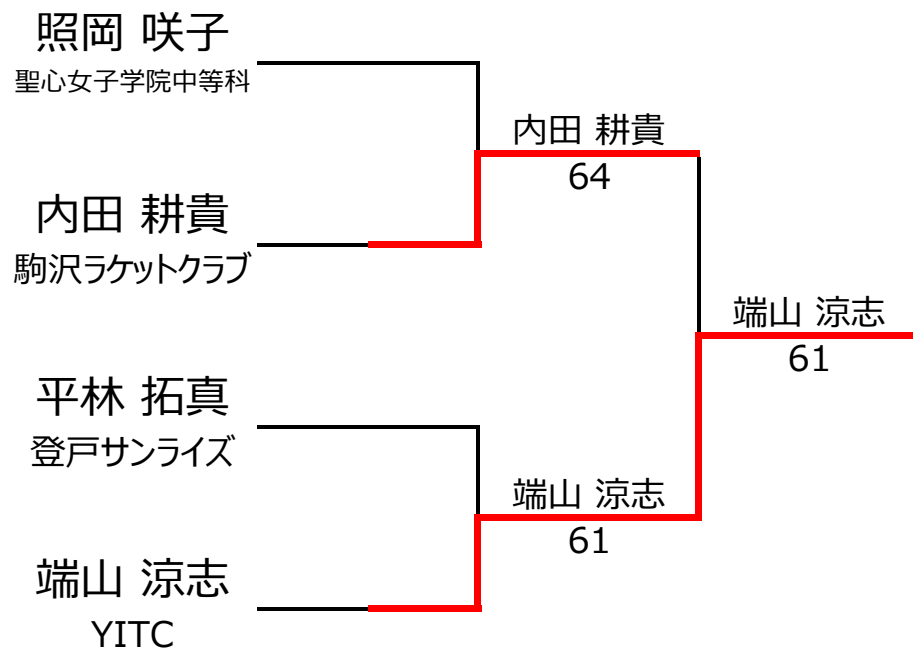 照岡 咲子
聖心女子学院中等科
内田 耕貴
64
内田 耕貴
駒沢ラケットクラブ
端山 涼志
61
平林 拓真
登戸サンライズ
端山 涼志
61
端山 涼志
YITC